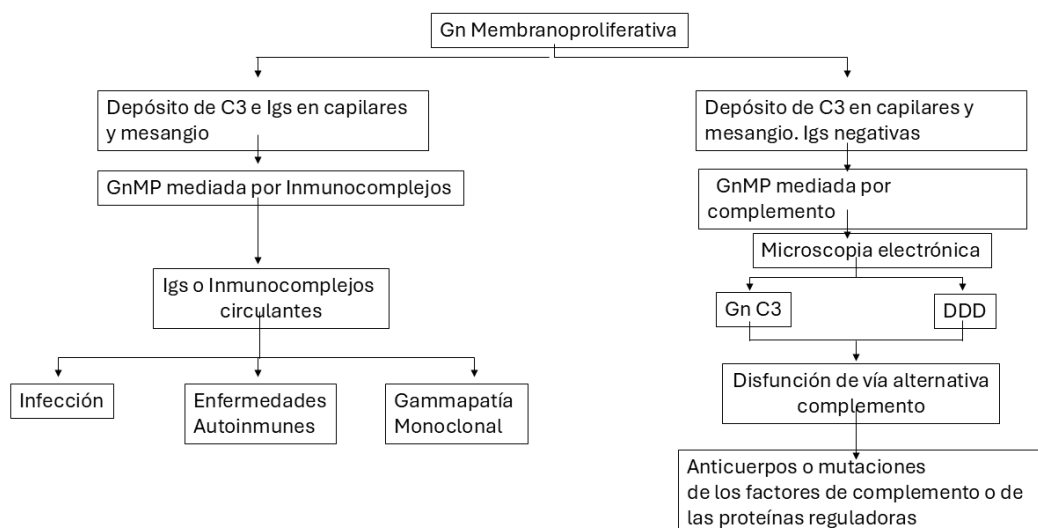 Gn Membranoproliferativa
Depósito de C3 e Igs en capilares
y mesangio
GnMP mediada por Inmunocomplejos
Igs o Inmunocomplejos
circulantes
Infección
Enfermedades
Autoinmunes
Gammapatía
Monoclonal
Depósito de C3 en capilares y
mesangio. Igs negativas
GnMP mediada por
complemento
Microscopia electrónica
Gn C3
DDD
Disfunción de vía alternativa
complemento
Anticuerpos o mutaciones
de los factores de complemento o de
las proteínas reguladoras